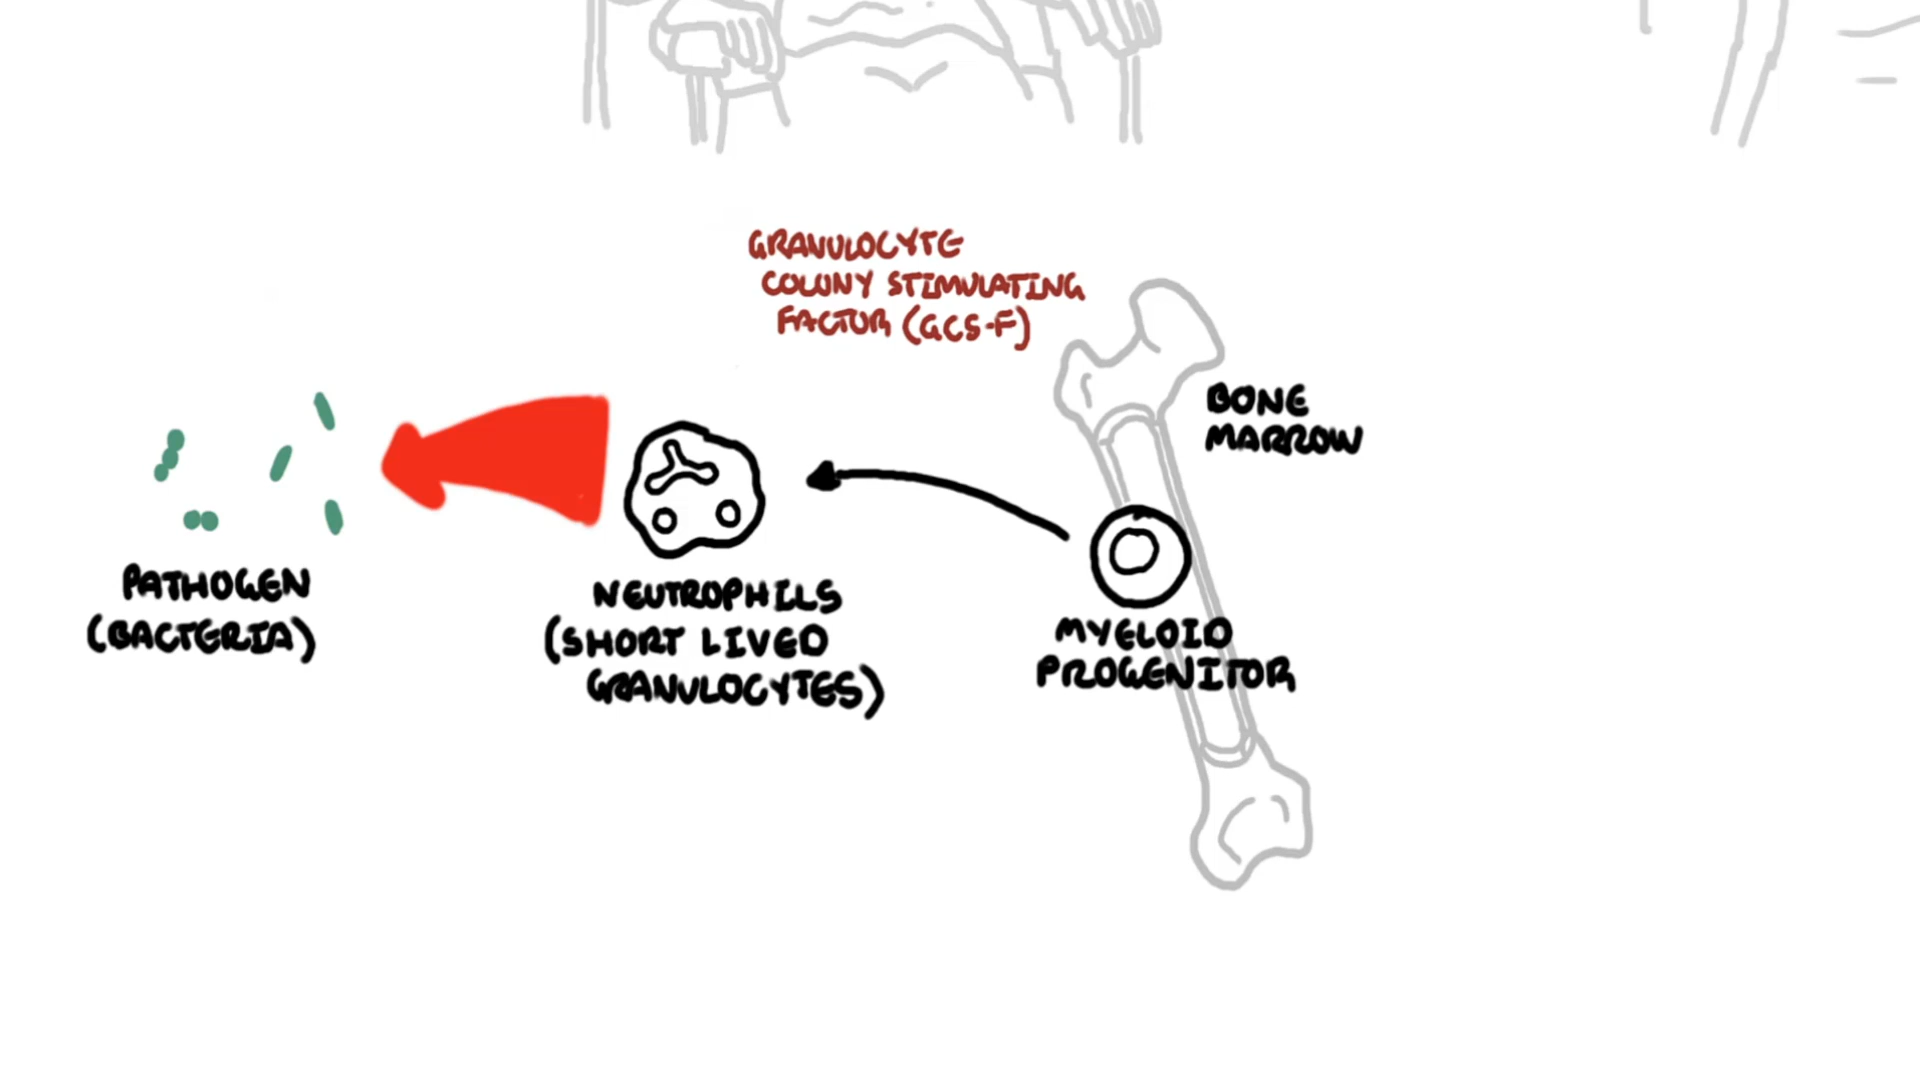 GRANULOCYTE
COLONY STIMULATING
FACTOR (GCS-F)
BONE
MARROW
PATHOGEN
(BACTERIA)
NEUTROPHILS
(SHORT LIVED
GRANULOCYTES)
MYELOID
PROGENITOR